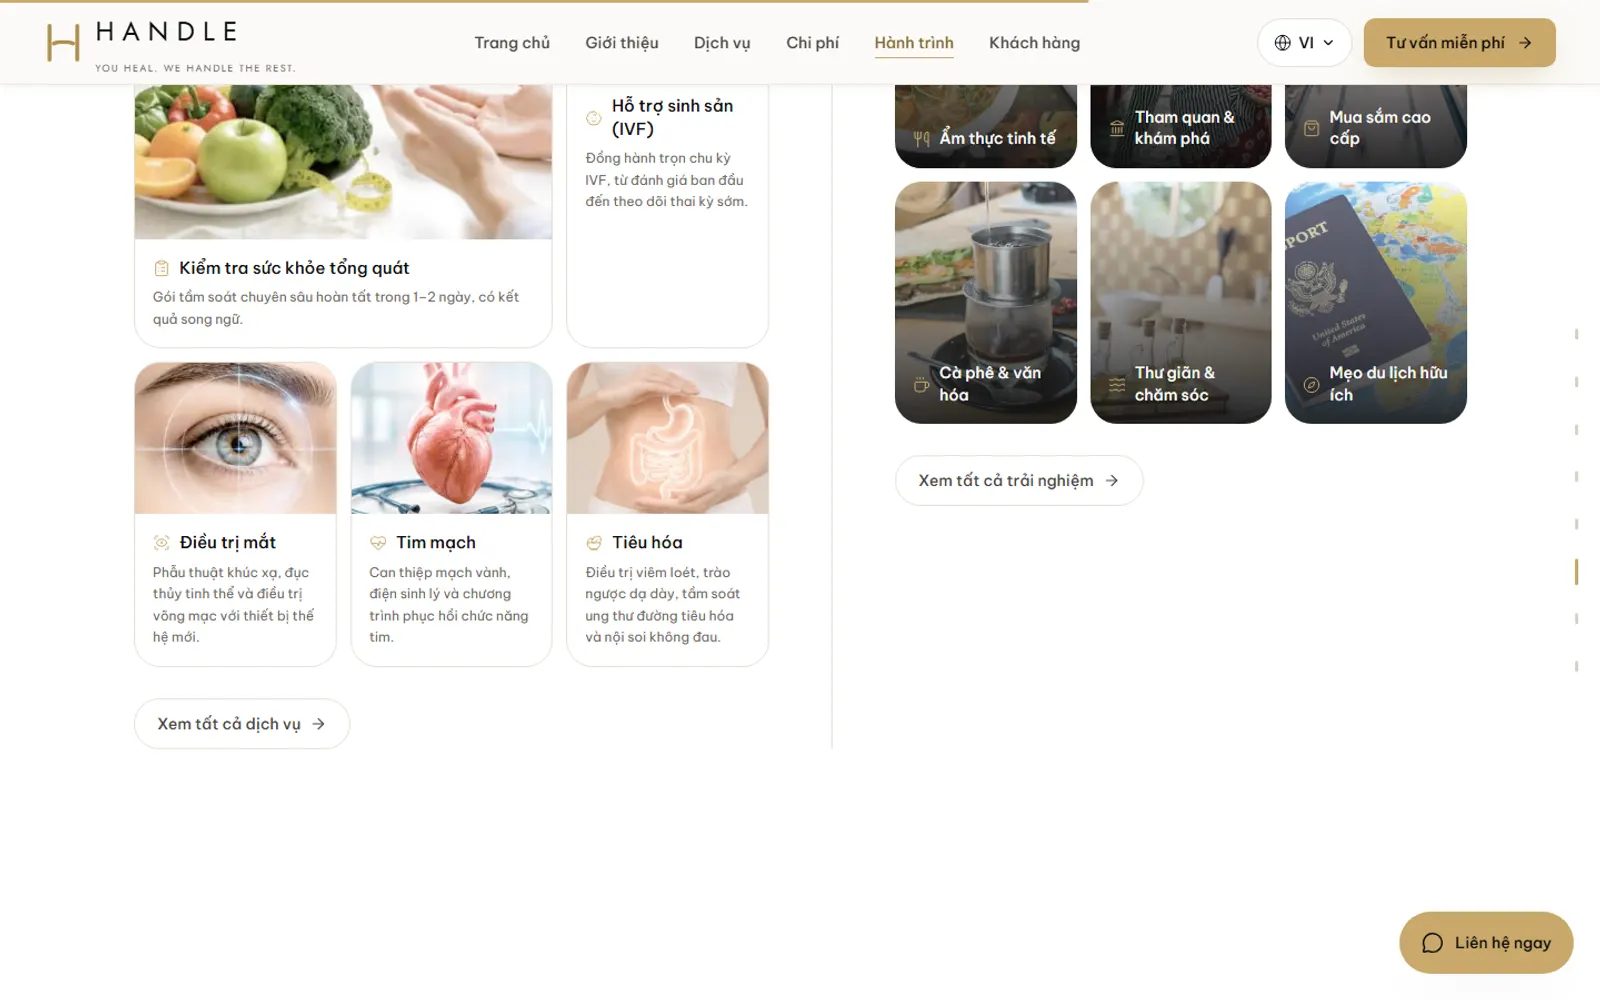 HANDLE
YOU HEAL. WE HANDLE THE REST.
Trang chủ
Giới thiệu
Dịch vụ
Chi phí
Hành trình
Khách hàng
VI
Tư vấn miễn phí
Hỗ trợ sinh sản
(IVF)
Đồng hành trọn chu kỳ
IVF, từ đánh giá ban đầu
đến theo dõi thai kỳ sớm.
Kiểm tra sức khỏe tổng quát
Gói tầm soát chuyên sâu hoàn tất trong 1–2 ngày, có kết
quả song ngữ.
Điều trị mắt
Phẫu thuật khúc xạ, đục
thủy tinh thể và điều trị
võng mạc với thiết bị thế
hệ mới.
Tim mạch
Can thiệp mạch vành,
điện sinh lý và chương
trình phục hồi chức năng
tim.
Tiêu hóa
Điều trị viêm loét, trào
ngược dạ dày, tầm soát
ung thư đường tiêu hóa
và nội soi không đau.
Xem tất cả dịch vụ
Ẩm thực tinh tế
Tham quan &
khám phá
Mua sắm cao
cấp
Cà phê & văn
hóa
Thư giãn &
chăm sóc
PORT
United States
of America
Mẹo du lịch hữu
ích
Xem tất cả trải nghiệm
Liên hệ ngay